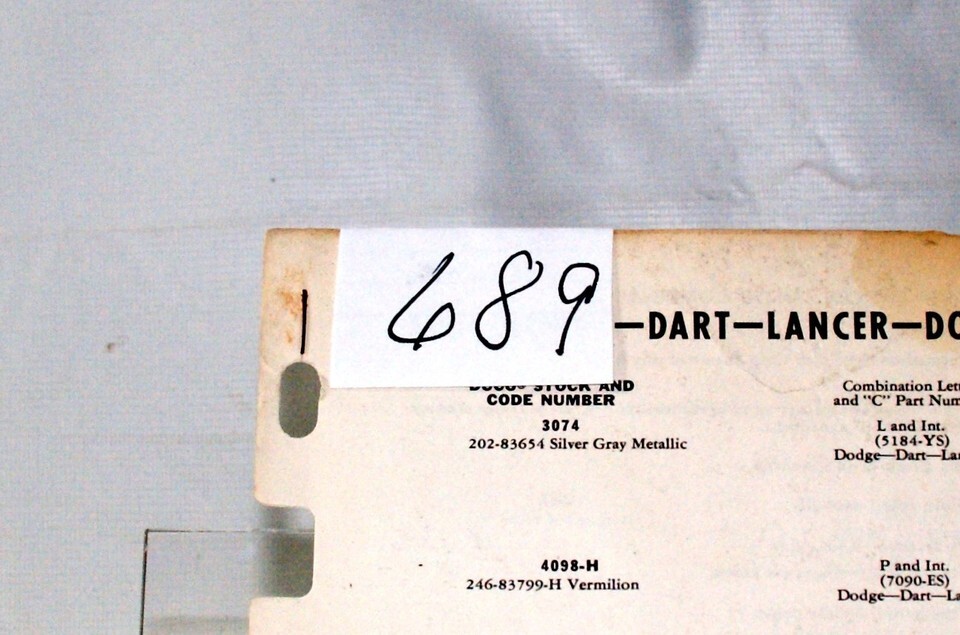 689
—DART—LANCER—DO
DUCO® STOCK AND
CODE NUMBER
3074
202-83654 Silver Gray Metallic
4098-H
246-83799-H Vermilion
Combination Lett
and "C" Part Num
L and Int.
(5184-YS)
Dodge—Dart—La
P and Int.
(7090-ES)
Dodge—Dart—La